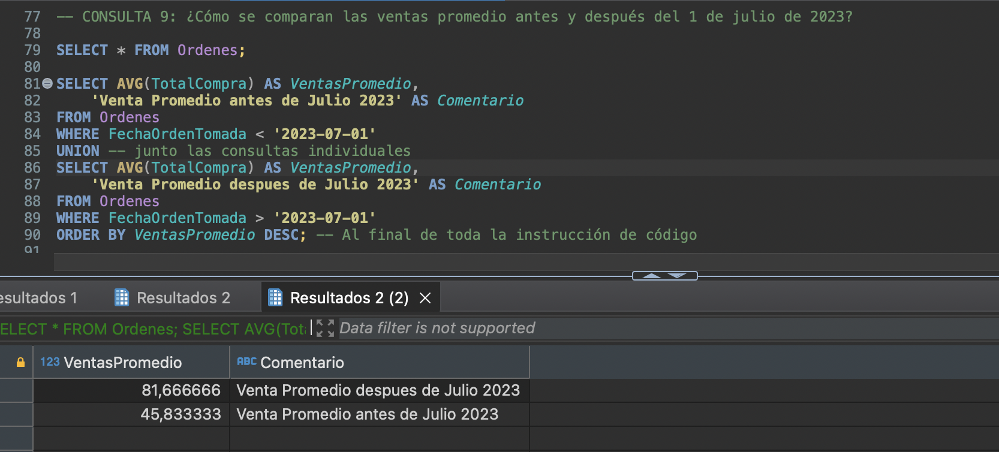 77 -- CONSULTA 9: ¿Cómo se comparan las ventas promedio antes y después del 1 de julio de 2023?
78
79 SELECT * FROM Ordenes;
80
81 SELECT AVG(TotalCompra) AS VentasPromedio,
82 'Venta Promedio antes de Julio 2023' AS Comentario
83 FROM Ordenes
84 WHERE FechaOrdenTomada < '2023-07-01'
85 UNION -- junto las consultas individuales
86 SELECT AVG(TotalCompra) AS VentasPromedio,
87 'Venta Promedio despues de Julio 2023' AS Comentario
88 FROM Ordenes
89 WHERE FechaOrdenTomada > '2023-07-01'
90 ORDER BY VentasPromedio DESC; -- Al final de toda la instrucción de código
91
esultados 1 Resultados 2 Resultados 2 (2)
ELECT * FROM Ordenes; SELECT AVG(Tot Data filter is not supported
123 VentasPromedio ABC Comentario
81,666666 Venta Promedio despues de Julio 2023
45,833333 Venta Promedio antes de Julio 2023